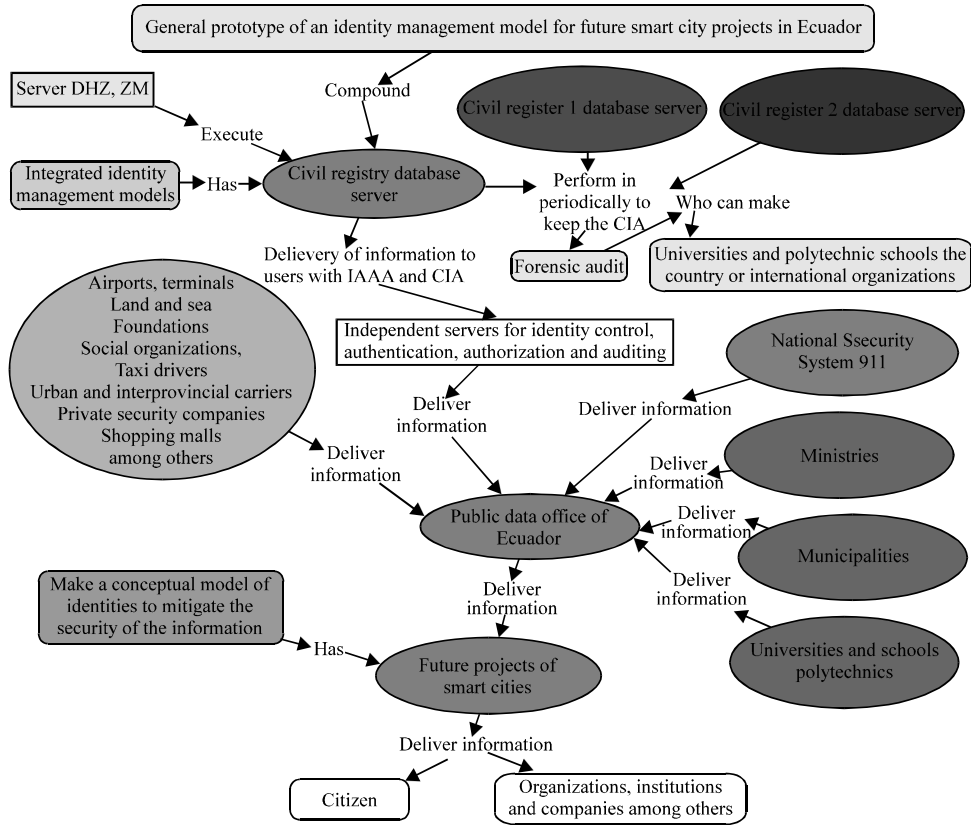 General prototype of an identity management model for future smart city projects in Ecuador
Server DHZ, ZM
Compound
Civil register 1 database server
Civil register 2 database server
Execute
Integrated identity
management models
Has
Civil registry database
server
Perform in
periodically to
keep the CIA
Who can make
Forensic audit
Universities and polytechnic schools the
country or international organizations
Delievery of information to
users with IAAA and CIA
Airports, terminals
Land and sea
Foundations
Social organizations,
Taxi drivers
Urban and interprovincial carriers
Private security companies
Shopping malls
among others
Independent servers for identity control,
authentication, authorization and auditing
National Ssecurity
System 911
Deliver
information
Deliver information
Deliver
information
Deliver
information
Ministries
Public data office of
Ecuador
Deliver
information
Municipalities
Make a conceptual model of
identities to mitigate the
security of the information
Deliver
information
Deliver
information
Has
Universities and schools
polytechnics
Future projects of
smart cities
Deliver information
Citizen
Organizations, institutions
and companies among others